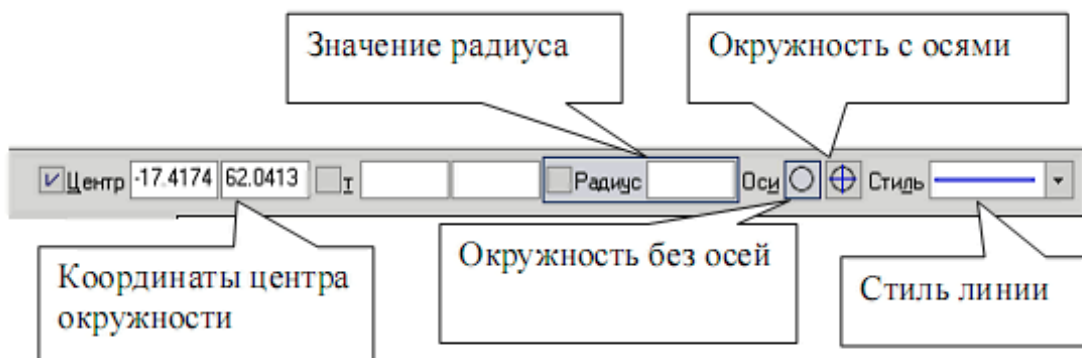 Значение радиуса
Окружность с осями
Центр -17.4174 62.0413 т Радиус Оси Стиль
Координаты центра
окружности
Окружность без осей
Стиль линии